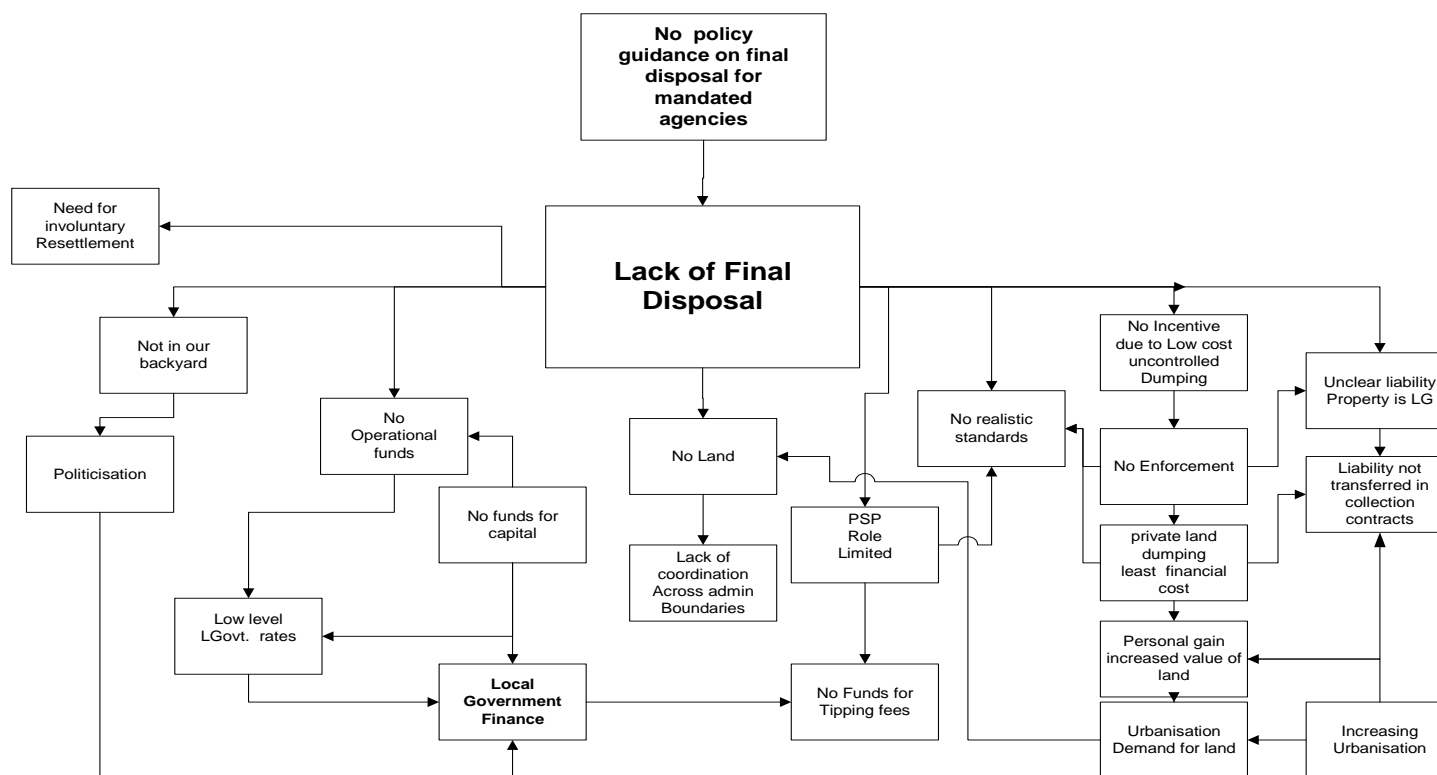 No policy
guidance on final
disposal for
mandated
agencies
Need for
involuntary
Resettlement
Lack of Final
Disposal
Not in our
backyard
No
Operational
funds
No Land
No realistic
standards
No Incentive
due to Low cost
uncontrolled
Dumping
Unclear liability
Property is LG
Politicisation
No funds for
capital
PSP
Role
Limited
No Enforcement
Liability not
transferred in
collection
contracts
Lack of
coordination
Across admin
Boundaries
private land
dumping
least financial
cost
Low level
LGovt. rates
Personal gain
increased value of
land
Local
Government
Finance
No Funds for
Tipping fees
Urbanisation
Demand for land
Increasing
Urbanisation